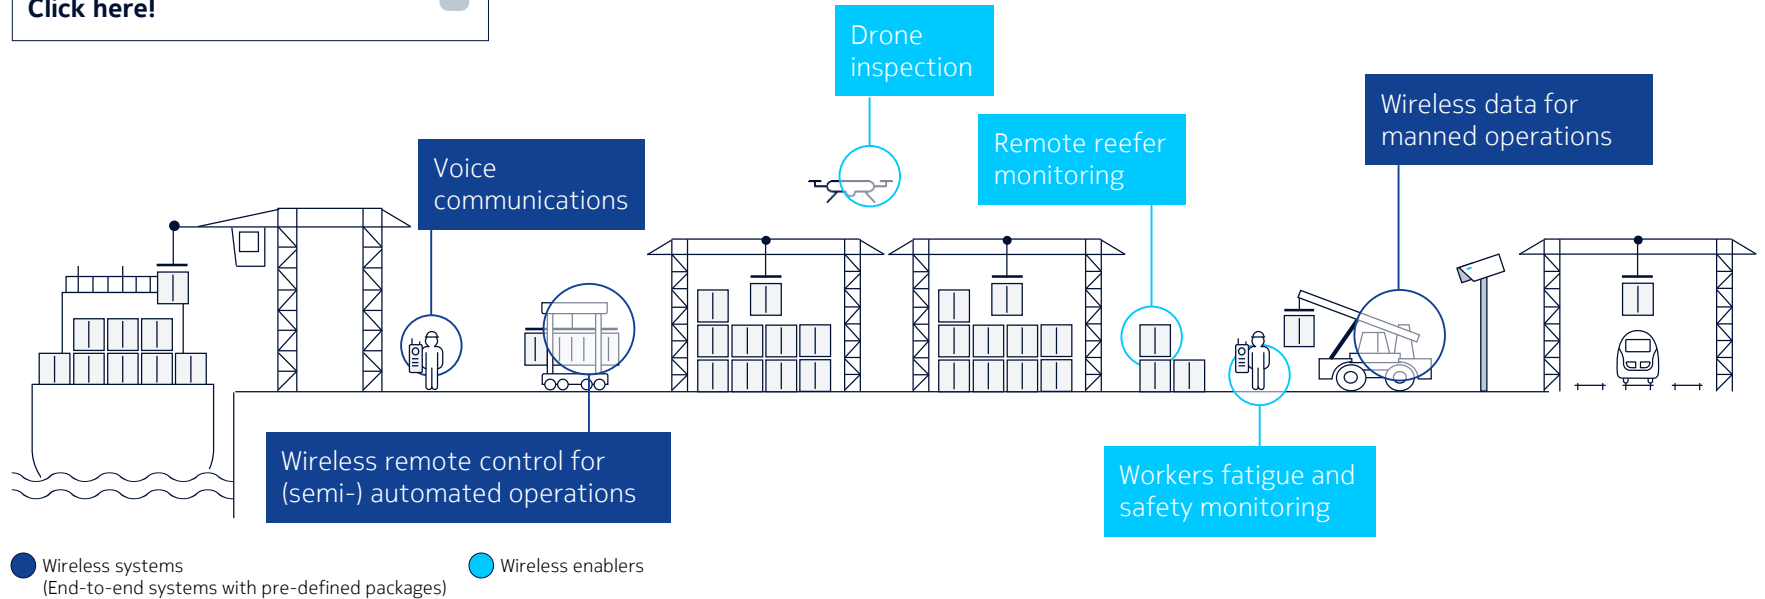 Click here!
Drone
inspection
Wireless data for
manned operations
Remote reefer
monitoring
Voice
communications
Wireless remote control for
(semi-) automated operations
Workers fatigue and
safety monitoring
Wireless systems
(End-to-end systems with pre-defined packages)
Wireless enablers